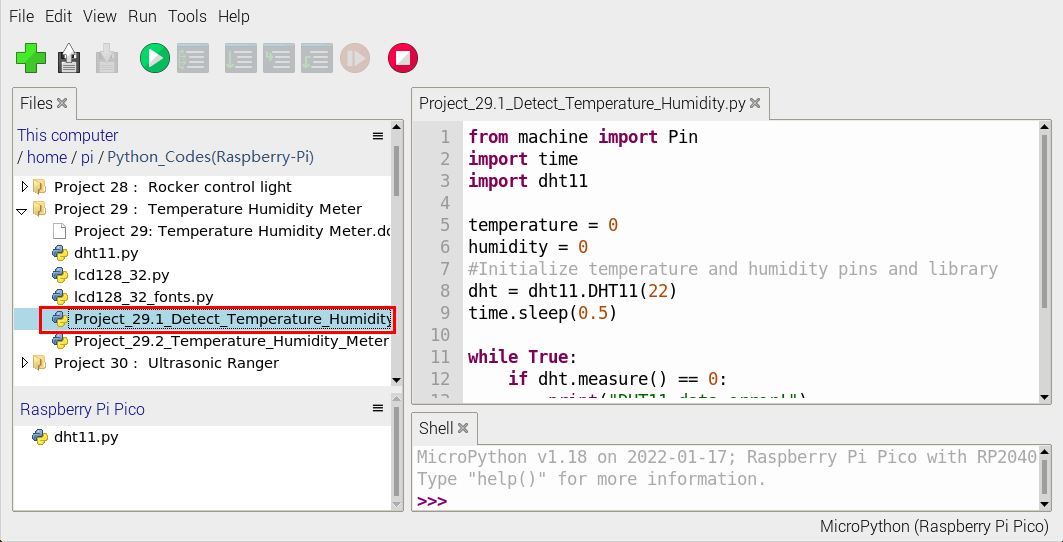 File Edit View Run Tools Help
Files
This computer
/ home / pi / Python_Codes(Raspberry-Pi)
Project 28 : Rocker control light
Project 29 : Temperature Humidity Meter
Project 29: Temperature Humidity Meter.do
dht11.py
lcd128_32.py
lcd128_32_fonts.py
Project_29.1_Detect_Temperature_Humidity
Project_29.2_Temperature_Humidity_Meter
Project 30 : Ultrasonic Ranger
Raspberry Pi Pico
dht11.py
Project_29.1_Detect_Temperature_Humidity.py
1 from machine import Pin
2 import time
3 import dht11
4
5 temperature = 0
6 humidity = 0
7 #Initialize temperature and humidity pins and library
8 dht = dht11.DHT11(22)
9 time.sleep(0.5)
10
11 while True:
12 if dht.measure() == 0:
print("DHT11 data error!")
Shell
MicroPython v1.18 on 2022-01-17; Raspberry Pi Pico with RP2040
Type "help()" for more information.
>>>
MicroPython (Raspberry Pi Pico)